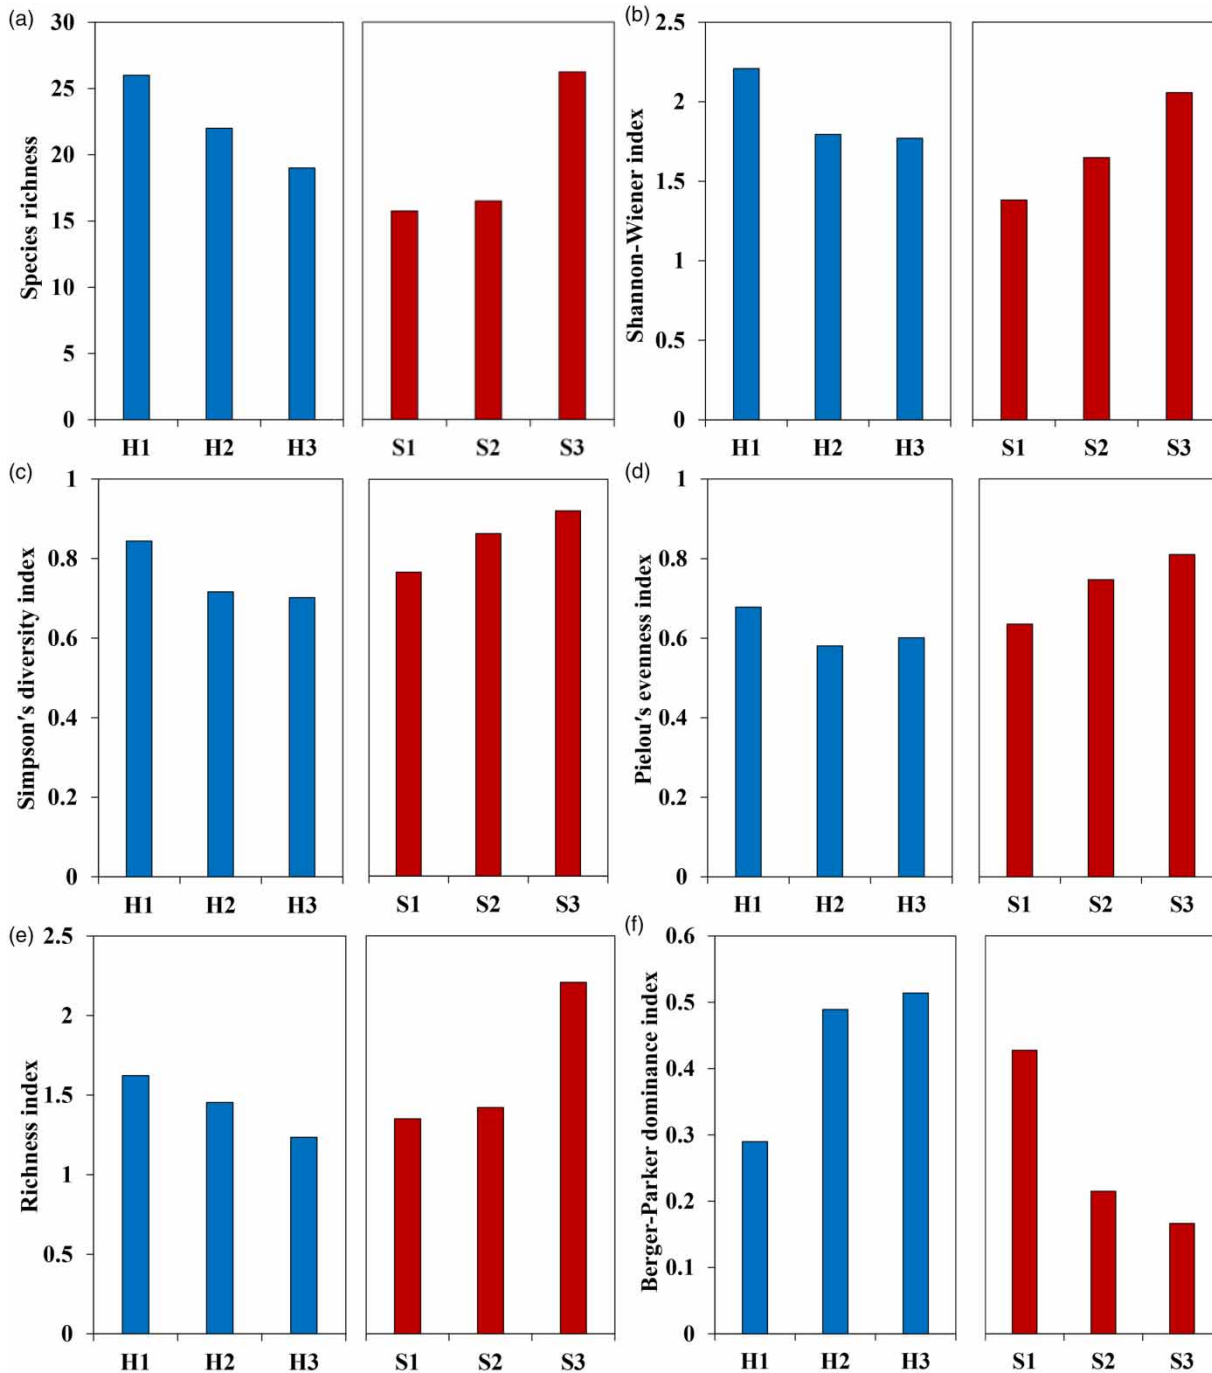 (a)
Species richness
30
25
20
15
10
5
0
H1 H2 H3
S1 S2 S3
(b)
Shannon-Wiener index
2.5
2
1.5
1
0.5
0
H1 H2 H3
S1 S2 S3
(c)
Simpson's diversity index
1
0.8
0.6
0.4
0.2
0
H1 H2 H3
S1 S2 S3
(d)
Pielou's evenness index
1
0.8
0.6
0.4
0.2
0
H1 H2 H3
S1 S2 S3
(e)
Richness index
2.5
2
1.5
1
0.5
0
H1 H2 H3
S1 S2 S3
(f)
Berger-Parker dominance index
0.6
0.5
0.4
0.3
0.2
0.1
0
H1 H2 H3
S1 S2 S3